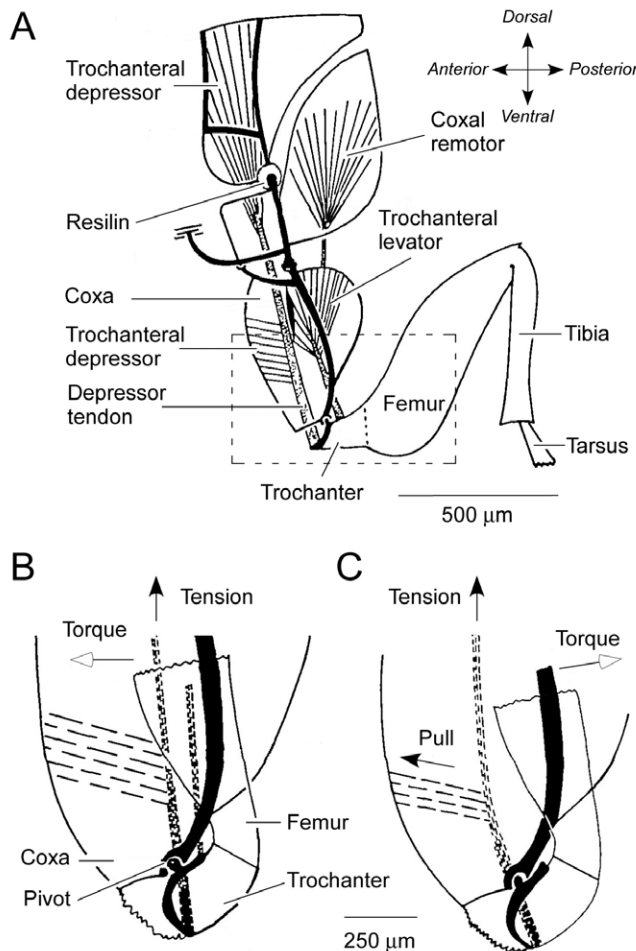 A
Dorsal
Anterior
Posterior
Ventral
Trochanteral
depressor
Coxal
remotor
Resilin
Trochanteral
levator
Coxa
Trochanteral
depressor
Tibia
Depressor
tendon
Femur
Tarsus
Trochanter
500 µm
B
Tension
Torque
Femur
Coxa
Pivot
Trochanter
250 µm
C
Tension
Torque
Pull